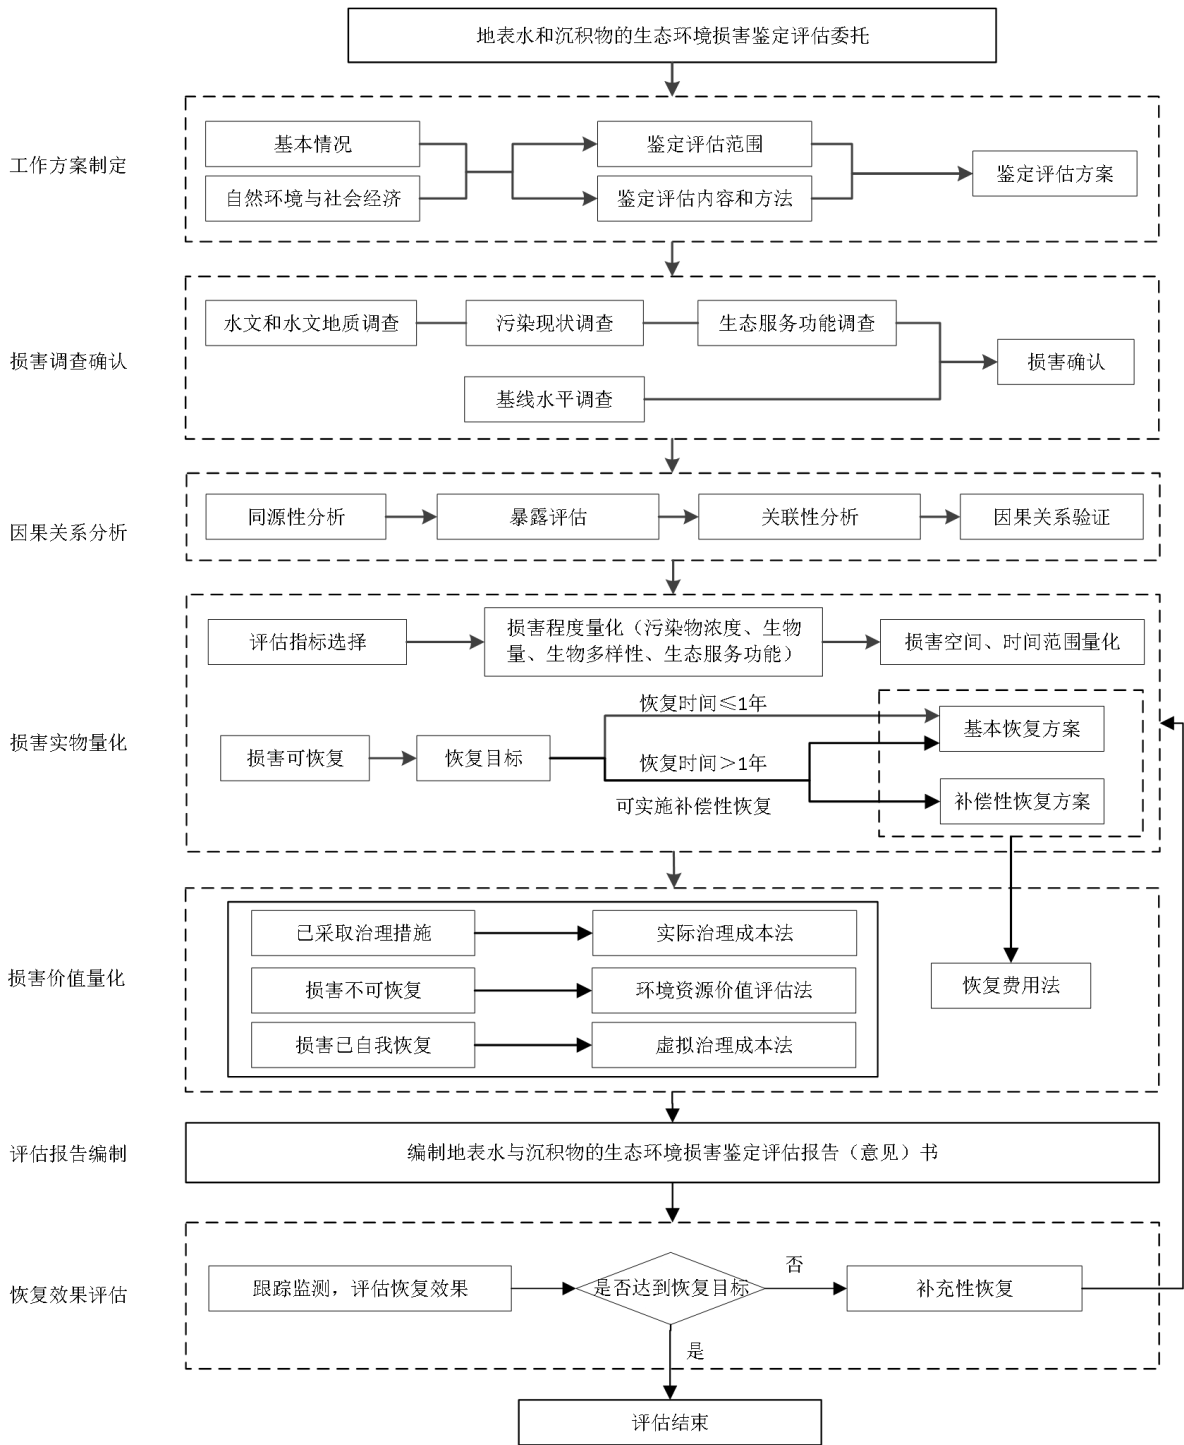 地表水和沉积物的生态环境损害鉴定评估委托
工作方案制定
基本情况
自然环境与社会经济
鉴定评估范围
鉴定评估内容和方法
鉴定评估方案
损害调查确认
水文和水文地质调查
污染现状调查
生态服务功能调查
基线水平调查
损害确认
因果关系分析
同源性分析
暴露评估
关联性分析
因果关系验证
损害实物量化
评估指标选择
损害程度量化（污染物浓度、生物
量、生物多样性、生态服务功能）
损害空间、时间范围量化
损害可恢复
恢复目标
恢复时间≤1年
恢复时间＞1年
可实施补偿性恢复
基本恢复方案
补偿性恢复方案
损害价值量化
已采取治理措施
实际治理成本法
损害不可恢复
环境资源价值评估法
损害已自我恢复
虚拟治理成本法
恢复费用法
评估报告编制
编制地表水与沉积物的生态环境损害鉴定评估报告（意见）书
恢复效果评估
跟踪监测，评估恢复效果
是否达到恢复目标
否
补充性恢复
是
评估结束